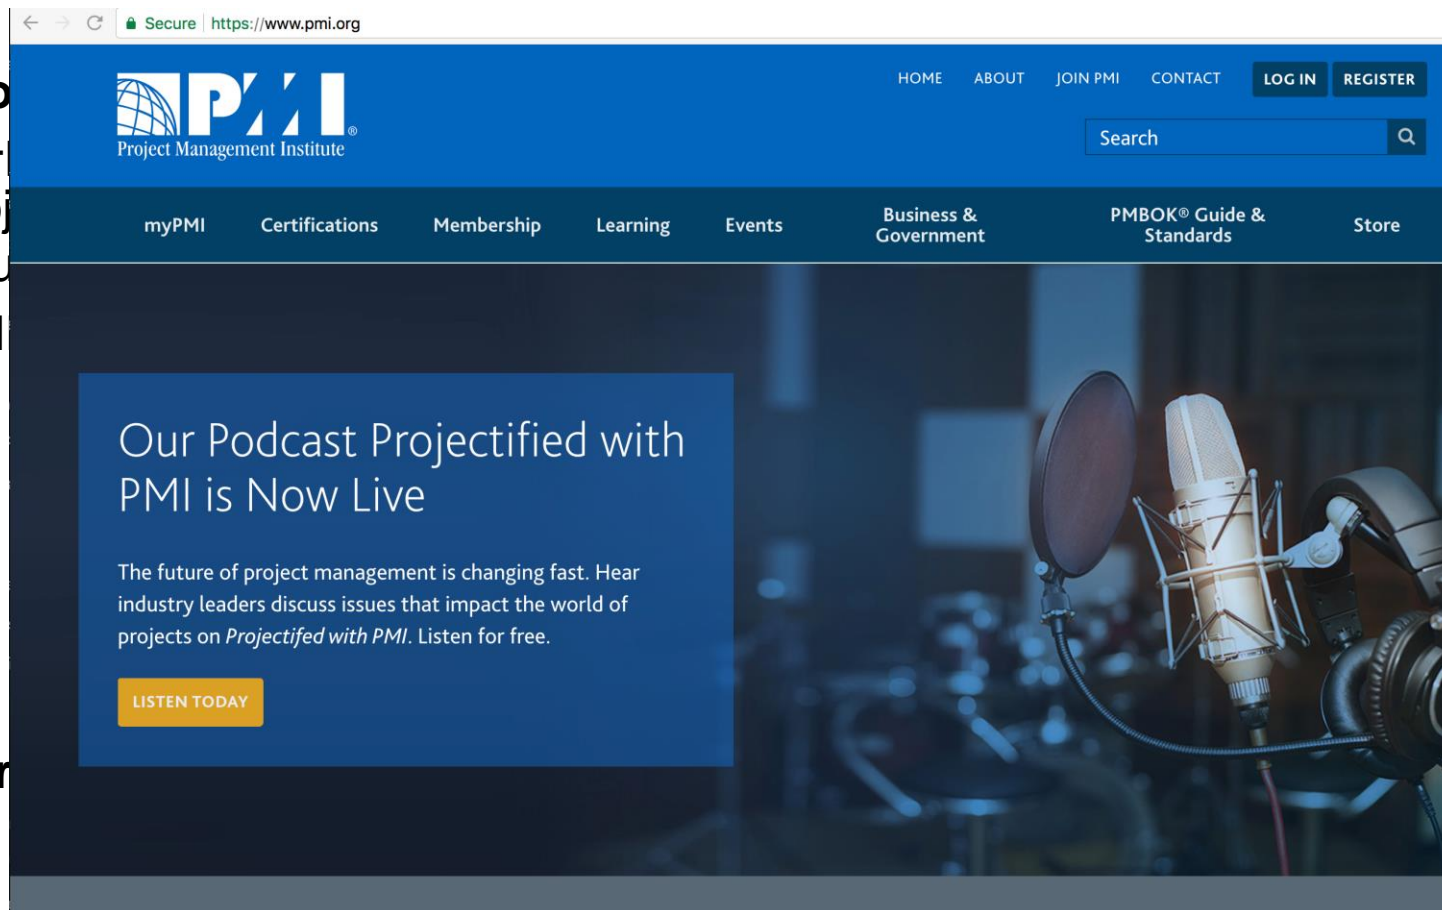 Secure https://www.pmi.org
HOME ABOUT JOIN PMI CONTACT LOG IN REGISTER
PMI®
Project Management Institute
Search
myPMI Certifications Membership Learning Events Business & Government PMBOK® Guide & Standards Store
Our Podcast Projectified with
PMI is Now Live
The future of project management is changing fast. Hear
industry leaders discuss issues that impact the world of
projects on Projectifed with PMI. Listen for free.
LISTEN TODAY